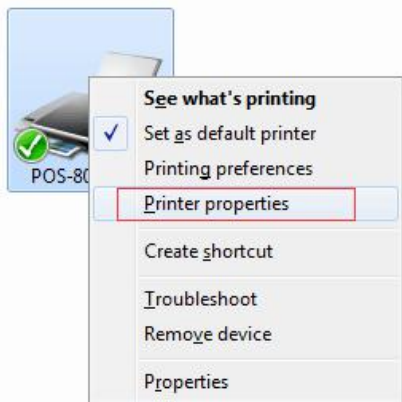 POS-80
See what's printing
Set as default printer
Printing preferences
Printer properties
Create shortcut
Troubleshoot
Remove device
Properties